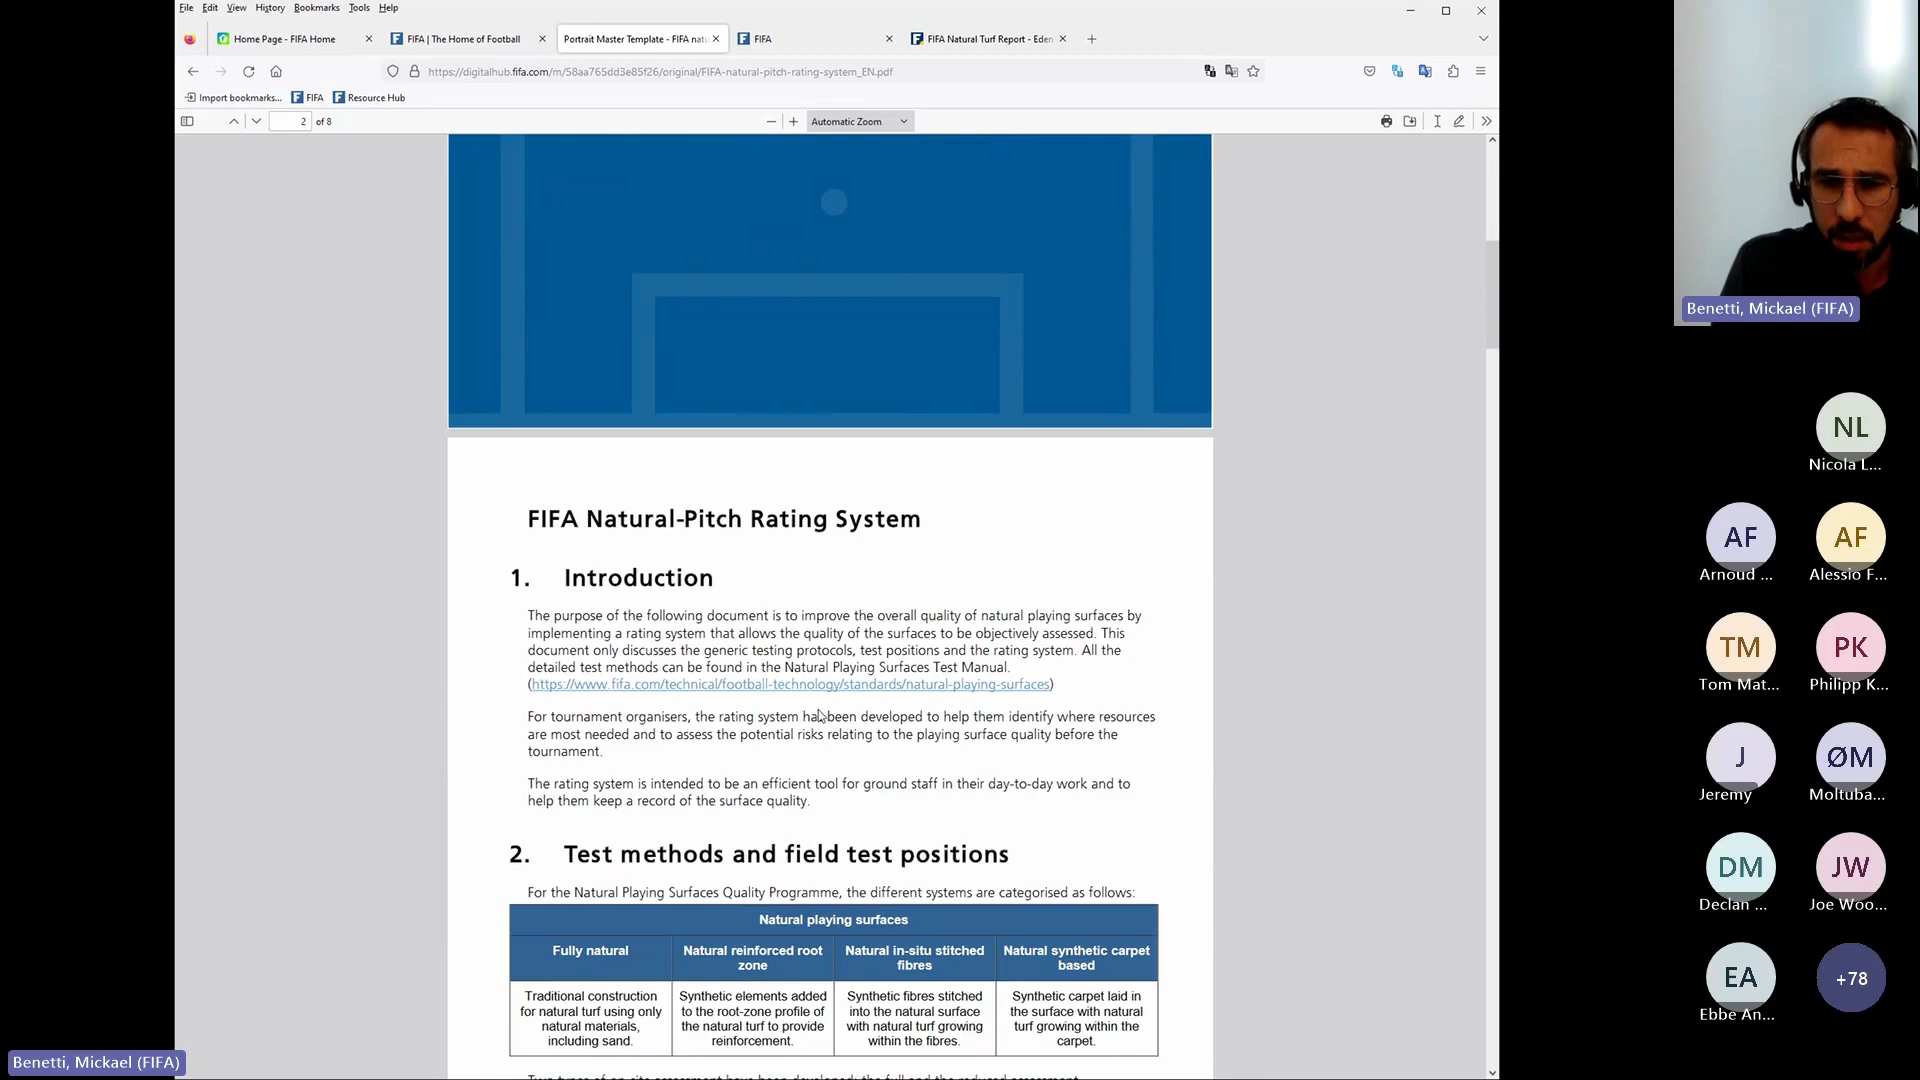 File Edit View History Bookmarks Tools Help
Home Page - FIFA Home
FIFA | The Home of Football
Portrait Master Template - FIFA natu
FIFA
FIFA Natural Turf Report - Eden
https://digitalhub.fifa.com/m/58aa765dd3e85f26/original/FIFA-natural-pitch-rating-system_EN.pdf
Import bookmarks... FIFA Resource Hub
2 of 8
Automatic Zoom
FIFA Natural-Pitch Rating System
1. Introduction
The purpose of the following document is to improve the overall quality of natural playing surfaces by
implementing a rating system that allows the quality of the surfaces to be objectively assessed. This
document only discusses the generic testing protocols, test positions and the rating system. All the
detailed test methods can be found in the Natural Playing Surfaces Test Manual.
(https://www.fifa.com/technical/football-technology/standards/natural-playing-surfaces)
For tournament organisers, the rating system has been developed to help them identify where resources
are most needed and to assess the potential risks relating to the playing surface quality before the
tournament.
The rating system is intended to be an efficient tool for ground staff in their day-to-day work and to
help them keep a record of the surface quality.
2. Test methods and field test positions
For the Natural Playing Surfaces Quality Programme, the different systems are categorised as follows:
Natural playing surfaces
Fully natural
Natural reinforced root
zone
Natural in-situ stitched
fibres
Natural synthetic carpet
based
Traditional construction
for natural turf using only
natural materials,
including sand.
Synthetic elements added
to the root-zone profile of
the natural turf to provide
reinforcement.
Synthetic fibres stitched
into the natural surface
with natural turf growing
within the fibres.
Synthetic carpet laid in
the surface with natural
turf growing within the
carpet.
Benetti, Mickael (FIFA)
NL
Nicola L...
AF
Arnoud ...
AF
Alessio F...
TM
Tom Mat...
PK
Philipp K...
J
Jeremy
ØM
Moltuba...
DM
Declan ...
JW
Joe Woo...
EA
Ebbe An...
+78
Benetti, Mickael (FIFA)